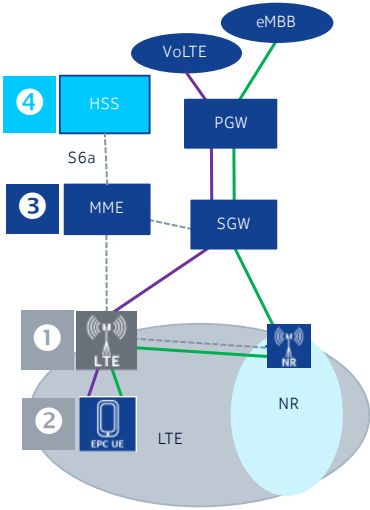 eMBB
VoLTE
4
HSS
PGW
S6a
3
MME
SGW
1
LTE
NR
2
EPC UE
LTE
NR